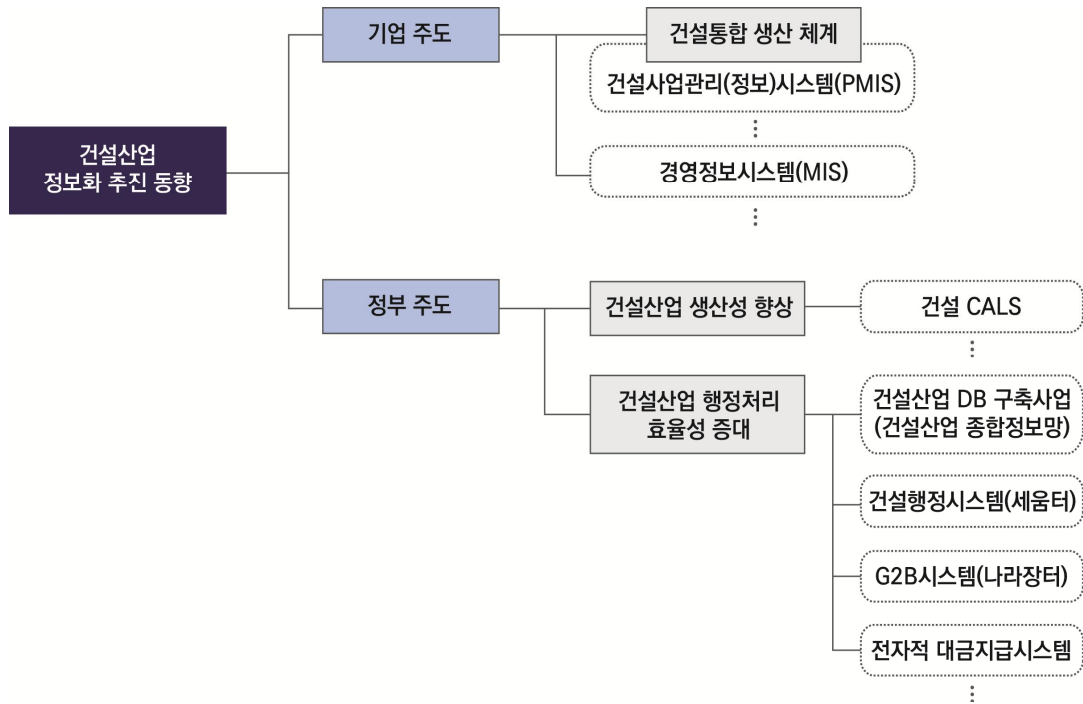 기업 주도
건설통합 생산 체계
건설사업관리(정보)시스템(PMIS)
건설산업
정보화 추진 동향
경영정보시스템(MIS)
정부 주도
건설산업 생산성 향상
건설 CALS
건설산업 행정처리
효율성 증대
건설산업 DB 구축사업
(건설산업 종합정보망)
건설행정시스템(세움터)
G2B시스템(나라장터)
전자적 대금지급시스템